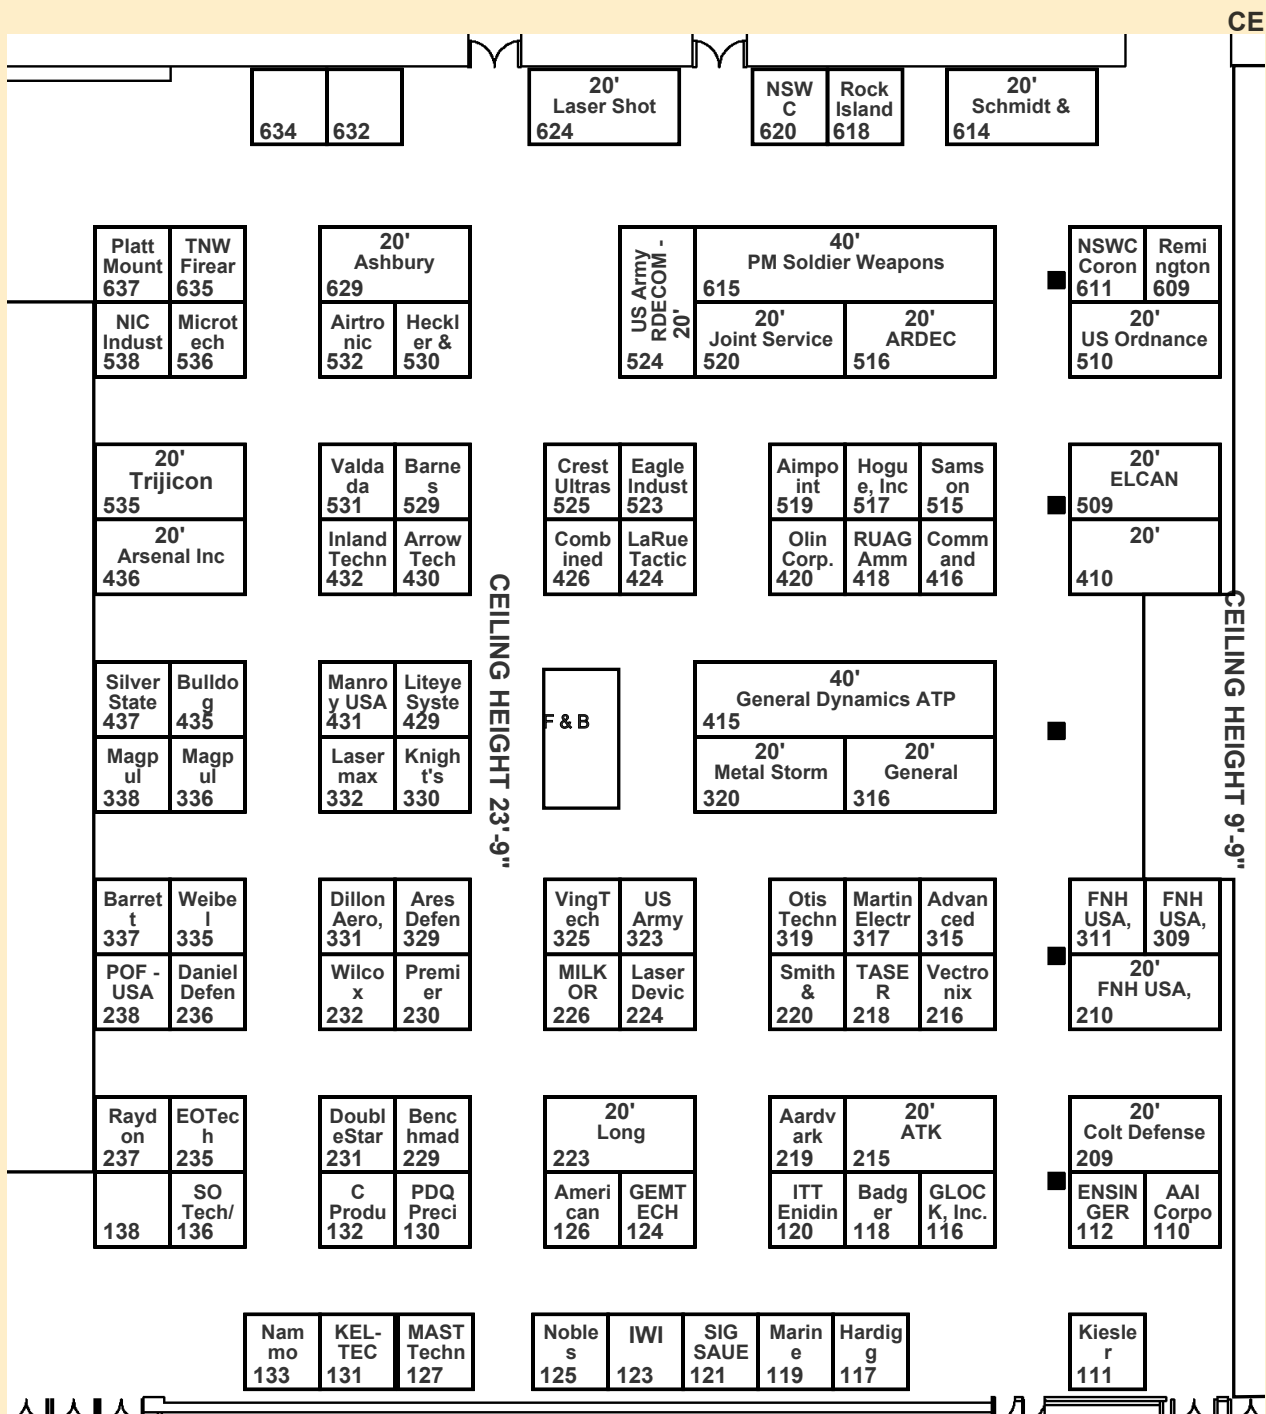 CE
634
632
20'
Laser Shot
624
NSW
C
620
Rock
Island
618
20'
Schmidt &
614
Platt
Mount
637
TNW
Firear
635
20'
Ashbury
629
US Army
RDECOM -
20'
524
40'
PM Soldier Weapons
615
NSWC
Coron
611
Remi
ngton
609
NIC
Indust
538
Microt
ech
536
Airtro
nic
532
Heckl
er &
530
20'
Joint Service
520
20'
ARDEC
516
20'
US Ordnance
510
20'
Trijicon
535
Valda
da
531
Barne
s
529
Crest
Ultras
525
Eagle
Indust
523
Aimpo
int
519
Hogu
e, Inc
517
Sams
on
515
20'
ELCAN
509
20'
Arsenal Inc
436
Inland
Techn
432
Arrow
Tech
430
Comb
ined
426
LaRue
Tactic
424
Olin
Corp.
420
RUAG
Amm
418
Comm
and
416
20'
410
CEILING HEIGHT 23'-9"
CEILING HEIGHT 9'-9"
Silver
State
437
Bulldo
g
435
Manro
y USA
431
Liteye
Syste
429
F & B
40'
General Dynamics ATP
415
Magp
ul
338
Magp
ul
336
Laser
max
332
Knigh
t's
330
20'
Metal Storm
320
20'
General
316
Barret
t
337
Weibe
l
335
Dillon
Aero,
331
Ares
Defen
329
VingT
ech
325
US
Army
323
Otis
Techn
319
Martin
Electr
317
Advan
ced
315
FNH
USA,
311
FNH
USA,
309
POF -
USA
238
Daniel
Defen
236
Wilco
x
232
Premi
er
230
MILK
OR
226
Laser
Devic
224
Smith
&
220
TASE
R
218
Vectro
nix
216
20'
FNH USA,
210
Rayd
on
237
EOTec
h
235
Doubl
eStar
231
Benc
hmad
229
20'
Long
223
Aardv
ark
219
20'
ATK
215
20'
Colt Defense
209
138
SO
Tech/
136
C
Produ
132
PDQ
Preci
130
Ameri
can
126
GEMT
ECH
124
ITT
Enidin
120
Badg
er
118
GLOC
K, Inc.
116
ENSIN
GER
112
AAI
Corpo
110
Nam
mo
133
KEL-
TEC
131
MAST
Techn
127
Noble
s
125
IWI
123
SIG
SAUE
121
Marin
e
119
Hardig
g
117
Kiesle
r
111